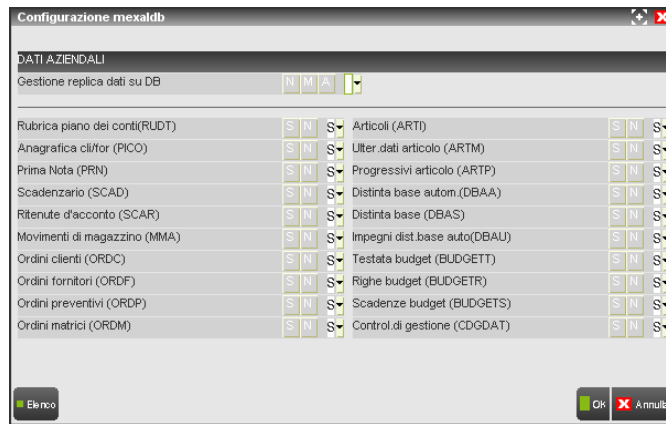 Configurazione mexaldb
DATI AZIENDALI
Gestione replica dati su DB N M A
Rubrica piano dei conti(RUDT) S N S Articoli (ARTI) S N S
Anagrafica cli/for (PICO) S N S Ulter.dati articolo (ARTM) S N S
Prima Nota (PRN) S N S Progressivi articolo (ARTP) S N S
Scadenzario (SCAD) S N S Distinta base autom.(DBAA) S N S
Ritenute d'acconto (SCAR) S N S Distinta base (DBAS) S N S
Movimenti di magazzino (MMA) S N S Impegni dist.base auto(DBAU) S N S
Ordini clienti (ORDC) S N S Testata budget (BUDGETT) S N S
Ordini fornitori (ORDF) S N S Righe budget (BUDGETR) S N S
Ordini preventivi (ORDP) S N S Scadenze budget (BUDGETS) S N S
Ordini matrici (ORDM) S N S Control.di gestione (CDGDAT) S N S
Elenco OK Annulla